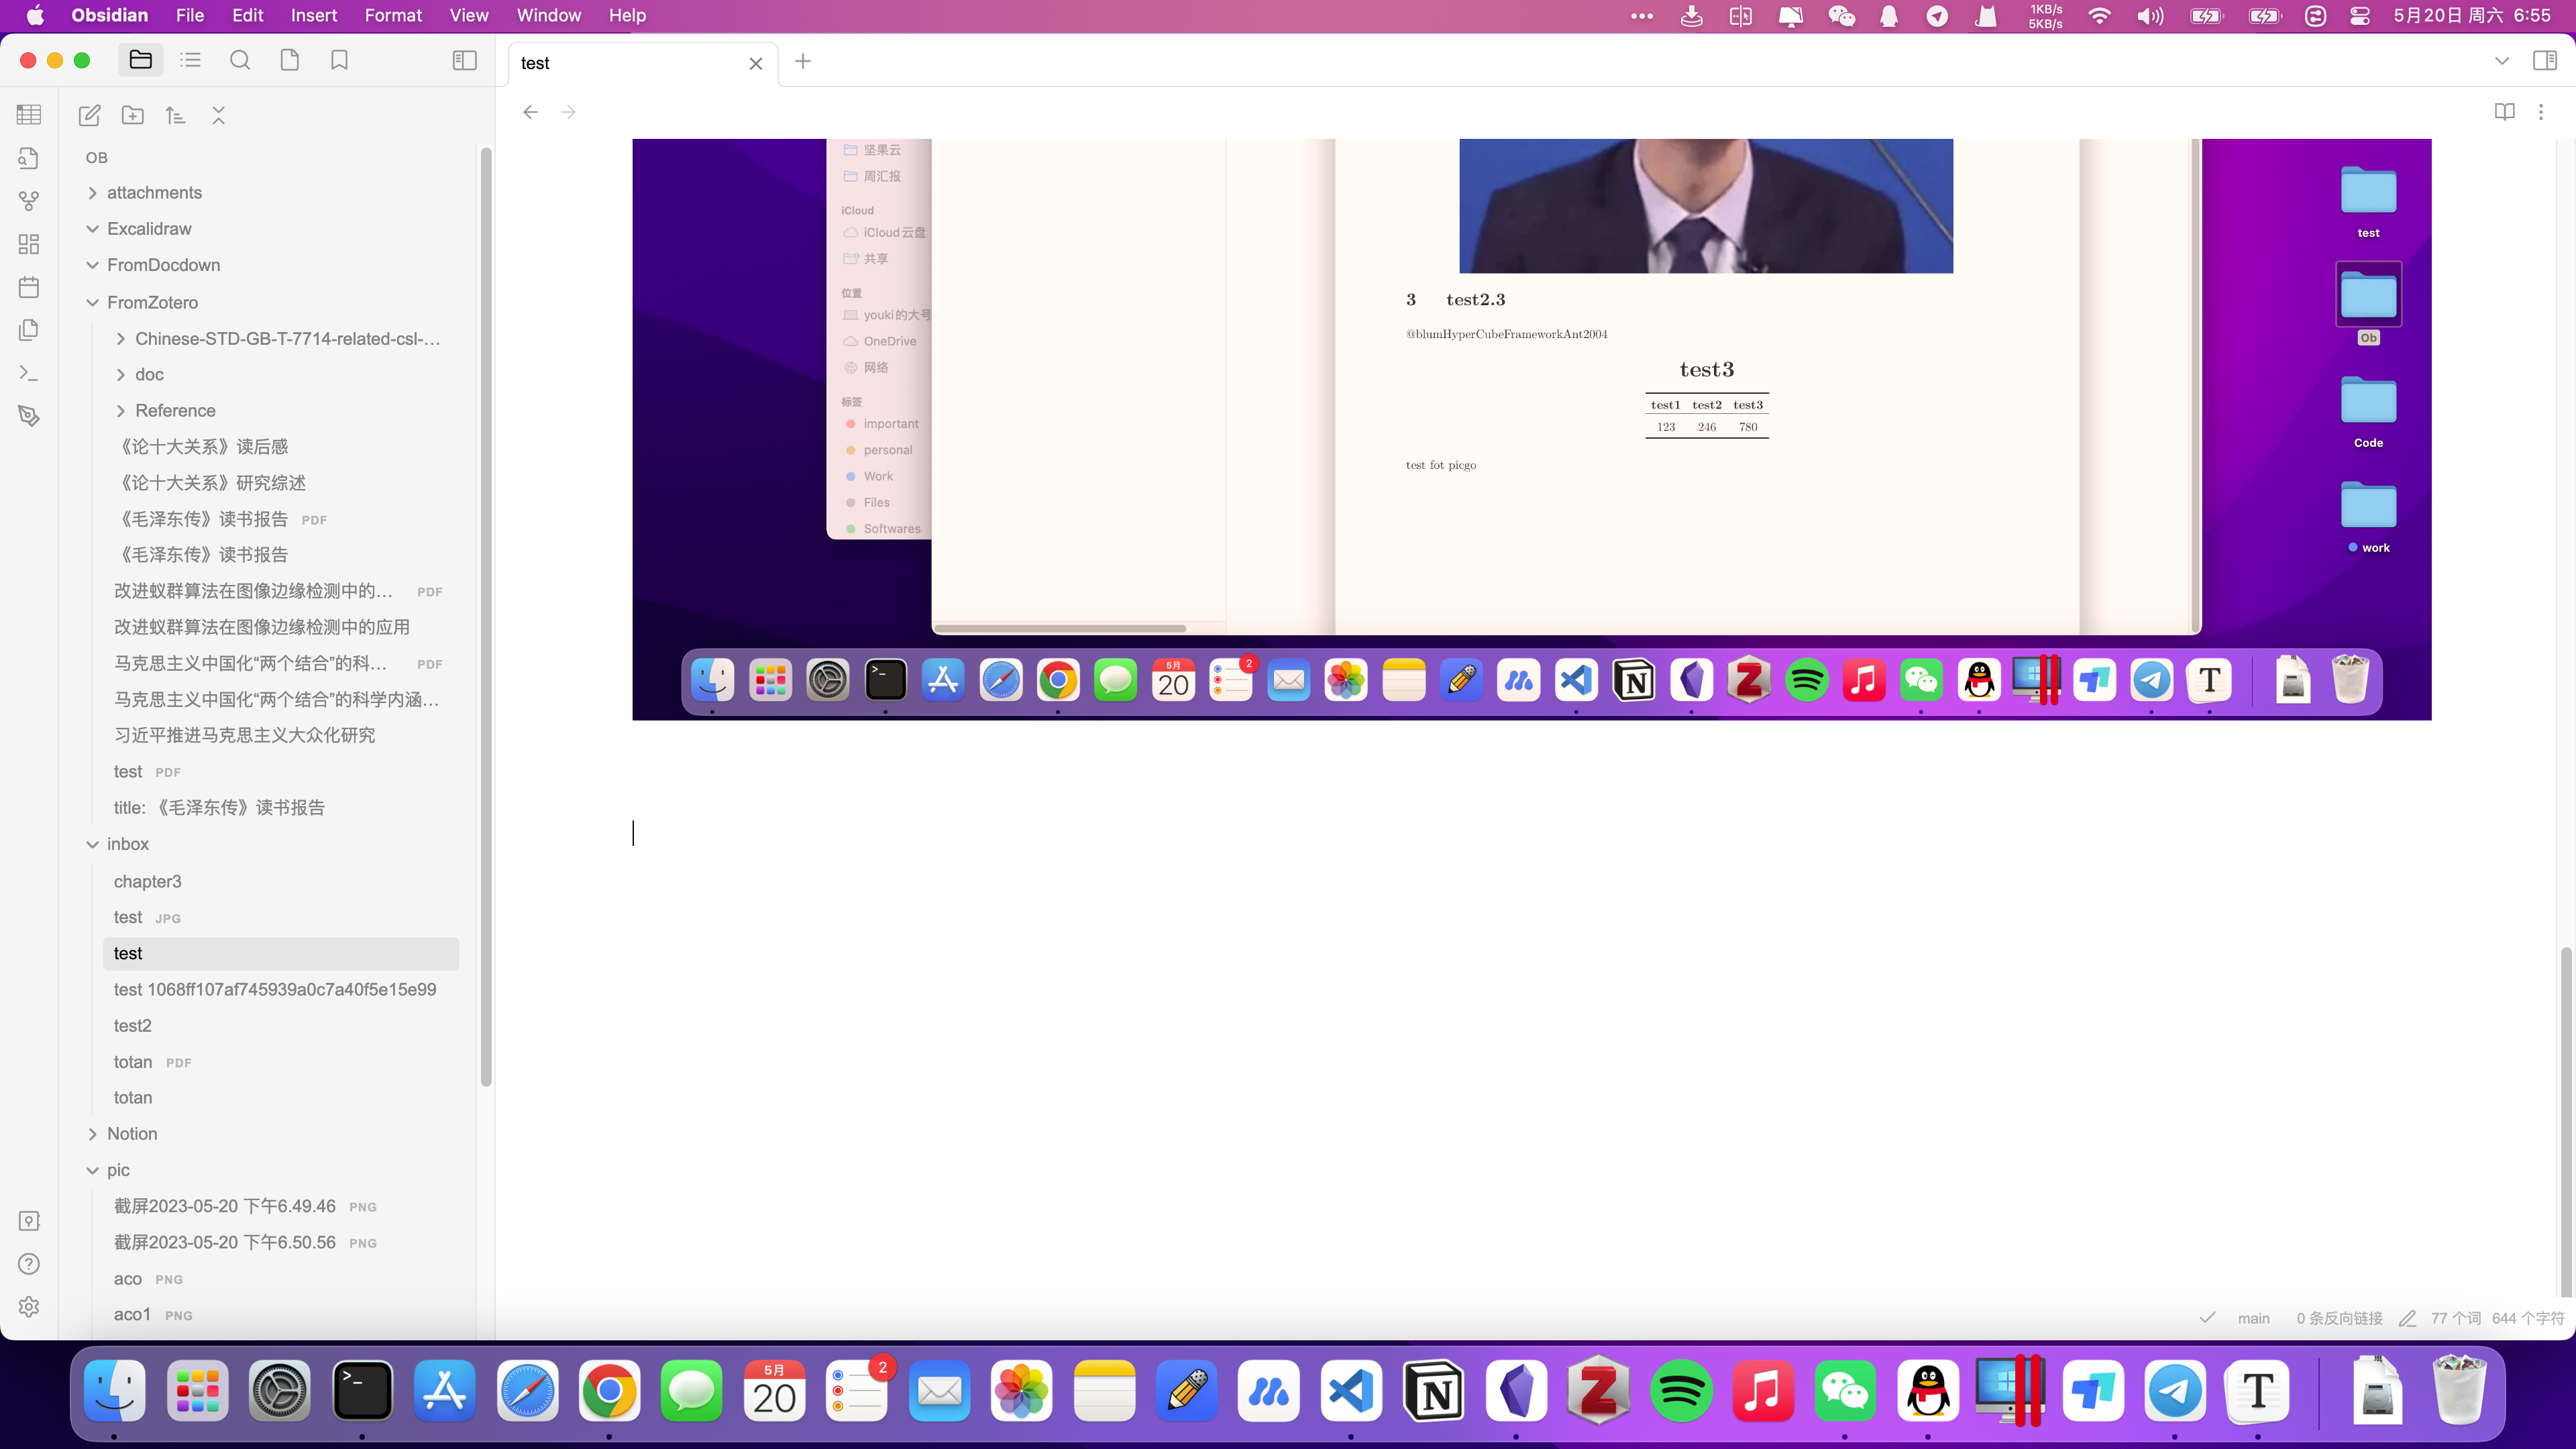 Obsidian File Edit Insert Format View Window Help
1KB/s
5KB/s
5月20日 周六 6:55
test
OB
attachments
Excalidraw
FromDocdown
FromZotero
Chinese-STD-GB-T-7714-related-csl-...
doc
Reference
《论十大关系》读后感
《论十大关系》研究综述
《毛泽东传》读书报告 PDF
《毛泽东传》读书报告
改进蚁群算法在图像边缘检测中的... PDF
改进蚁群算法在图像边缘检测中的应用
马克思主义中国化“两个结合”的科... PDF
马克思主义中国化“两个结合”的科学内涵...
习近平推进马克思主义大众化研究
test PDF
title: 《毛泽东传》读书报告
inbox
chapter3
test JPG
test
test 1068ff107af745939a0c7a40f5e15e99
test2
totan PDF
totan
Notion
pic
截屏2023-05-20 下午6.49.46 PNG
截屏2023-05-20 下午6.50.56 PNG
aco PNG
aco1 PNG
坚果云
周汇报
iCloud
iCloud云盘
共享
位置
youki的大号
OneDrive
网络
标签
important
personal
Work
Files
Softwares
3 test2.3
@blumHyperCubeFrameworkAnt2004
test3
test1 test2 test3
123 246 780
test fot picgo
test
Ob
Code
work
5月
20
2
main 0 条反向链接 77 个词 644 个字符
5月
20
2